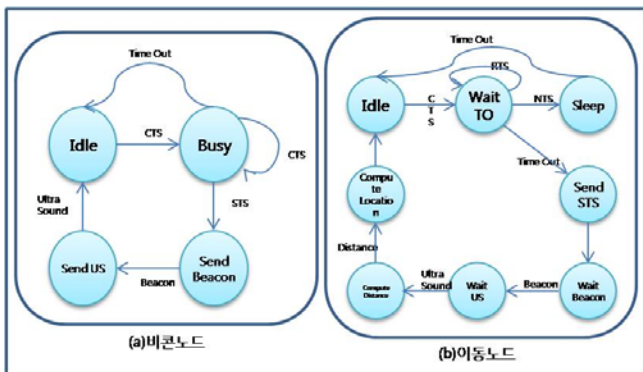 Time Out
Idle
CTS
Busy
CTS
STS
Ultra
Sound
Send US
Beacon
Send
Beacon
(a)비콘노드
Time Out
RTS
Idle
C
T
S
Wait
TO
NTS
Sleep
Time Out
Compu
te
Locatio
n
Send
STS
Distance
Compute
Distance
Ultra
Sound
Wait
US
Beacon
Wait
Beacon
(b)이동노드